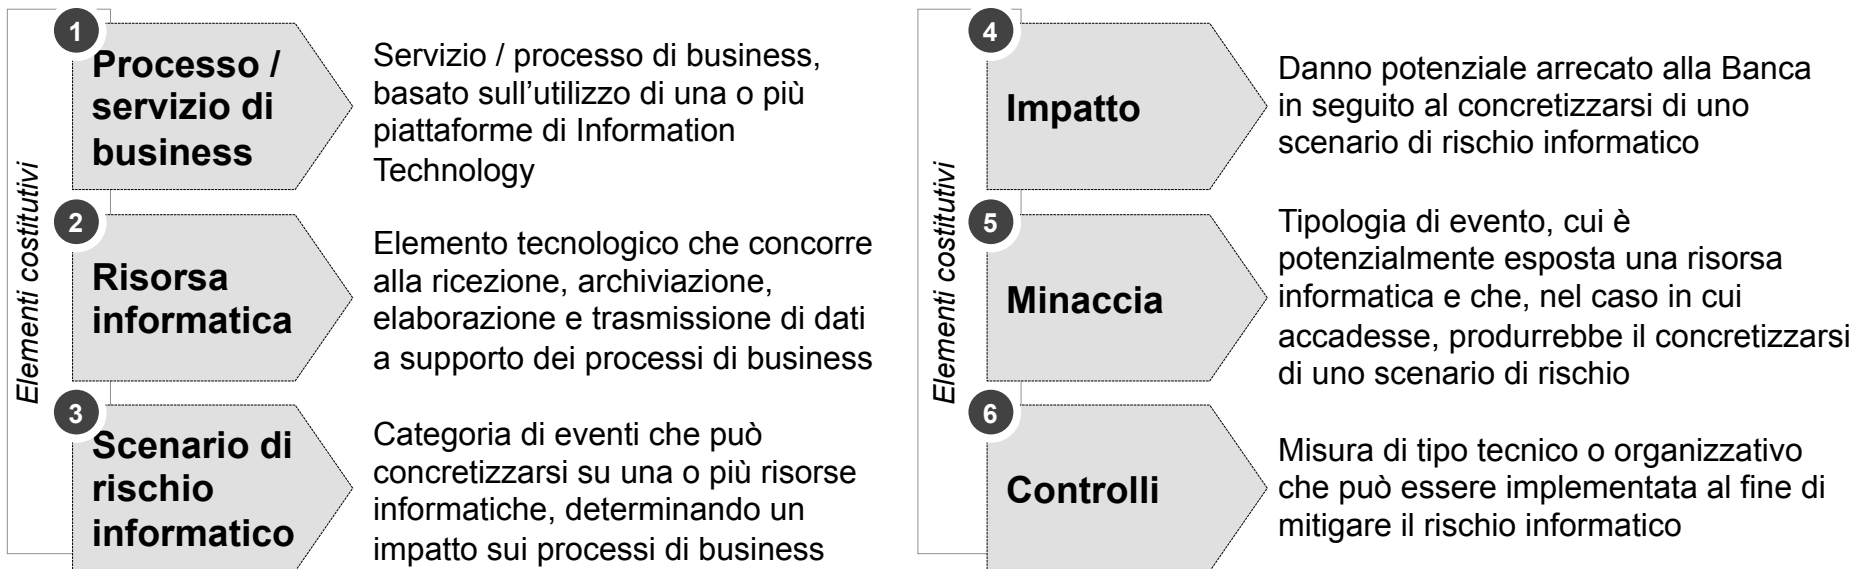 Elementi costitutivi
1
Processo /
servizio di
business
Servizio / processo di business,
basato sull'utilizzo di una o più
piattaforme di Information
Technology
2
Risorsa
informatica
Elemento tecnologico che concorre
alla ricezione, archiviazione,
elaborazione e trasmissione di dati
a supporto dei processi di business
3
Scenario di
rischio
informatico
Categoria di eventi che può
concretizzarsi su una o più risorse
informatiche, determinando un
impatto sui processi di business
Elementi costitutivi
4
Impatto
Danno potenziale arrecato alla Banca
in seguito al concretizzarsi di uno
scenario di rischio informatico
5
Minaccia
Tipologia di evento, cui è
potenzialmente esposta una risorsa
informatica e che, nel caso in cui
accadesse, produrrebbe il concretizzarsi
di uno scenario di rischio
6
Controlli
Misura di tipo tecnico o organizzativo
che può essere implementata al fine di
mitigare il rischio informatico